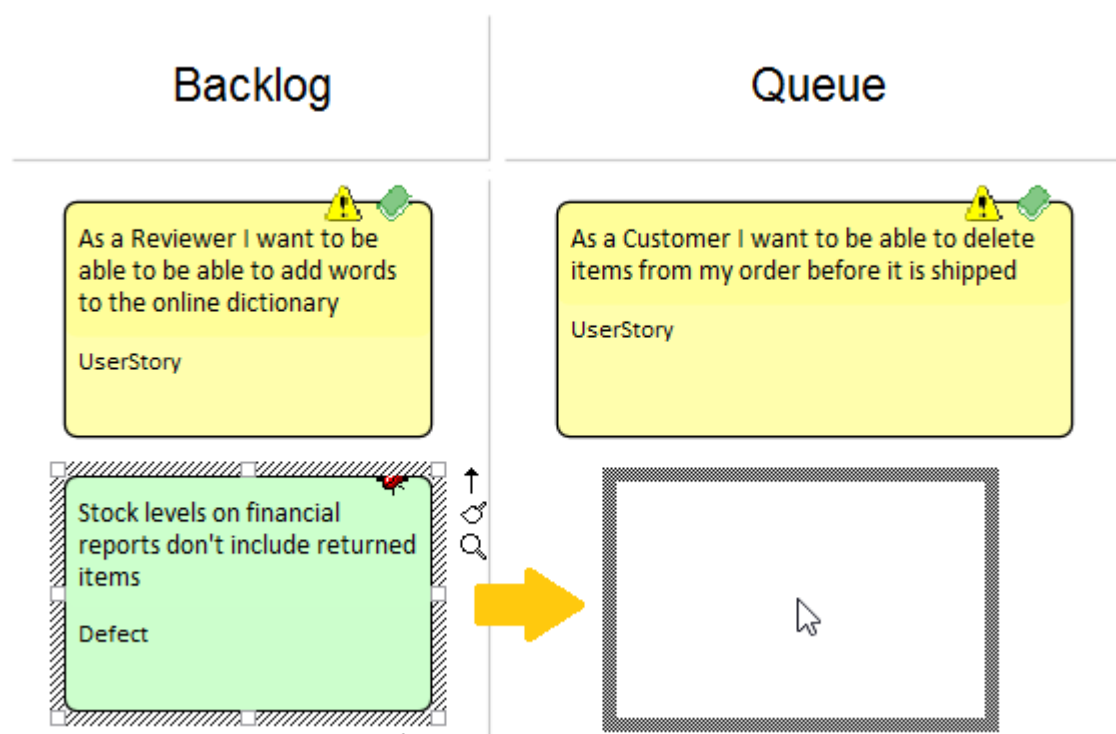 Backlog
Queue
As a Reviewer I want to be
able to be able to add words
to the online dictionary
UserStory
As a Customer I want to be able to delete
items from my order before it is shipped
UserStory
Stock levels on financial
reports don't include returned
items
Defect